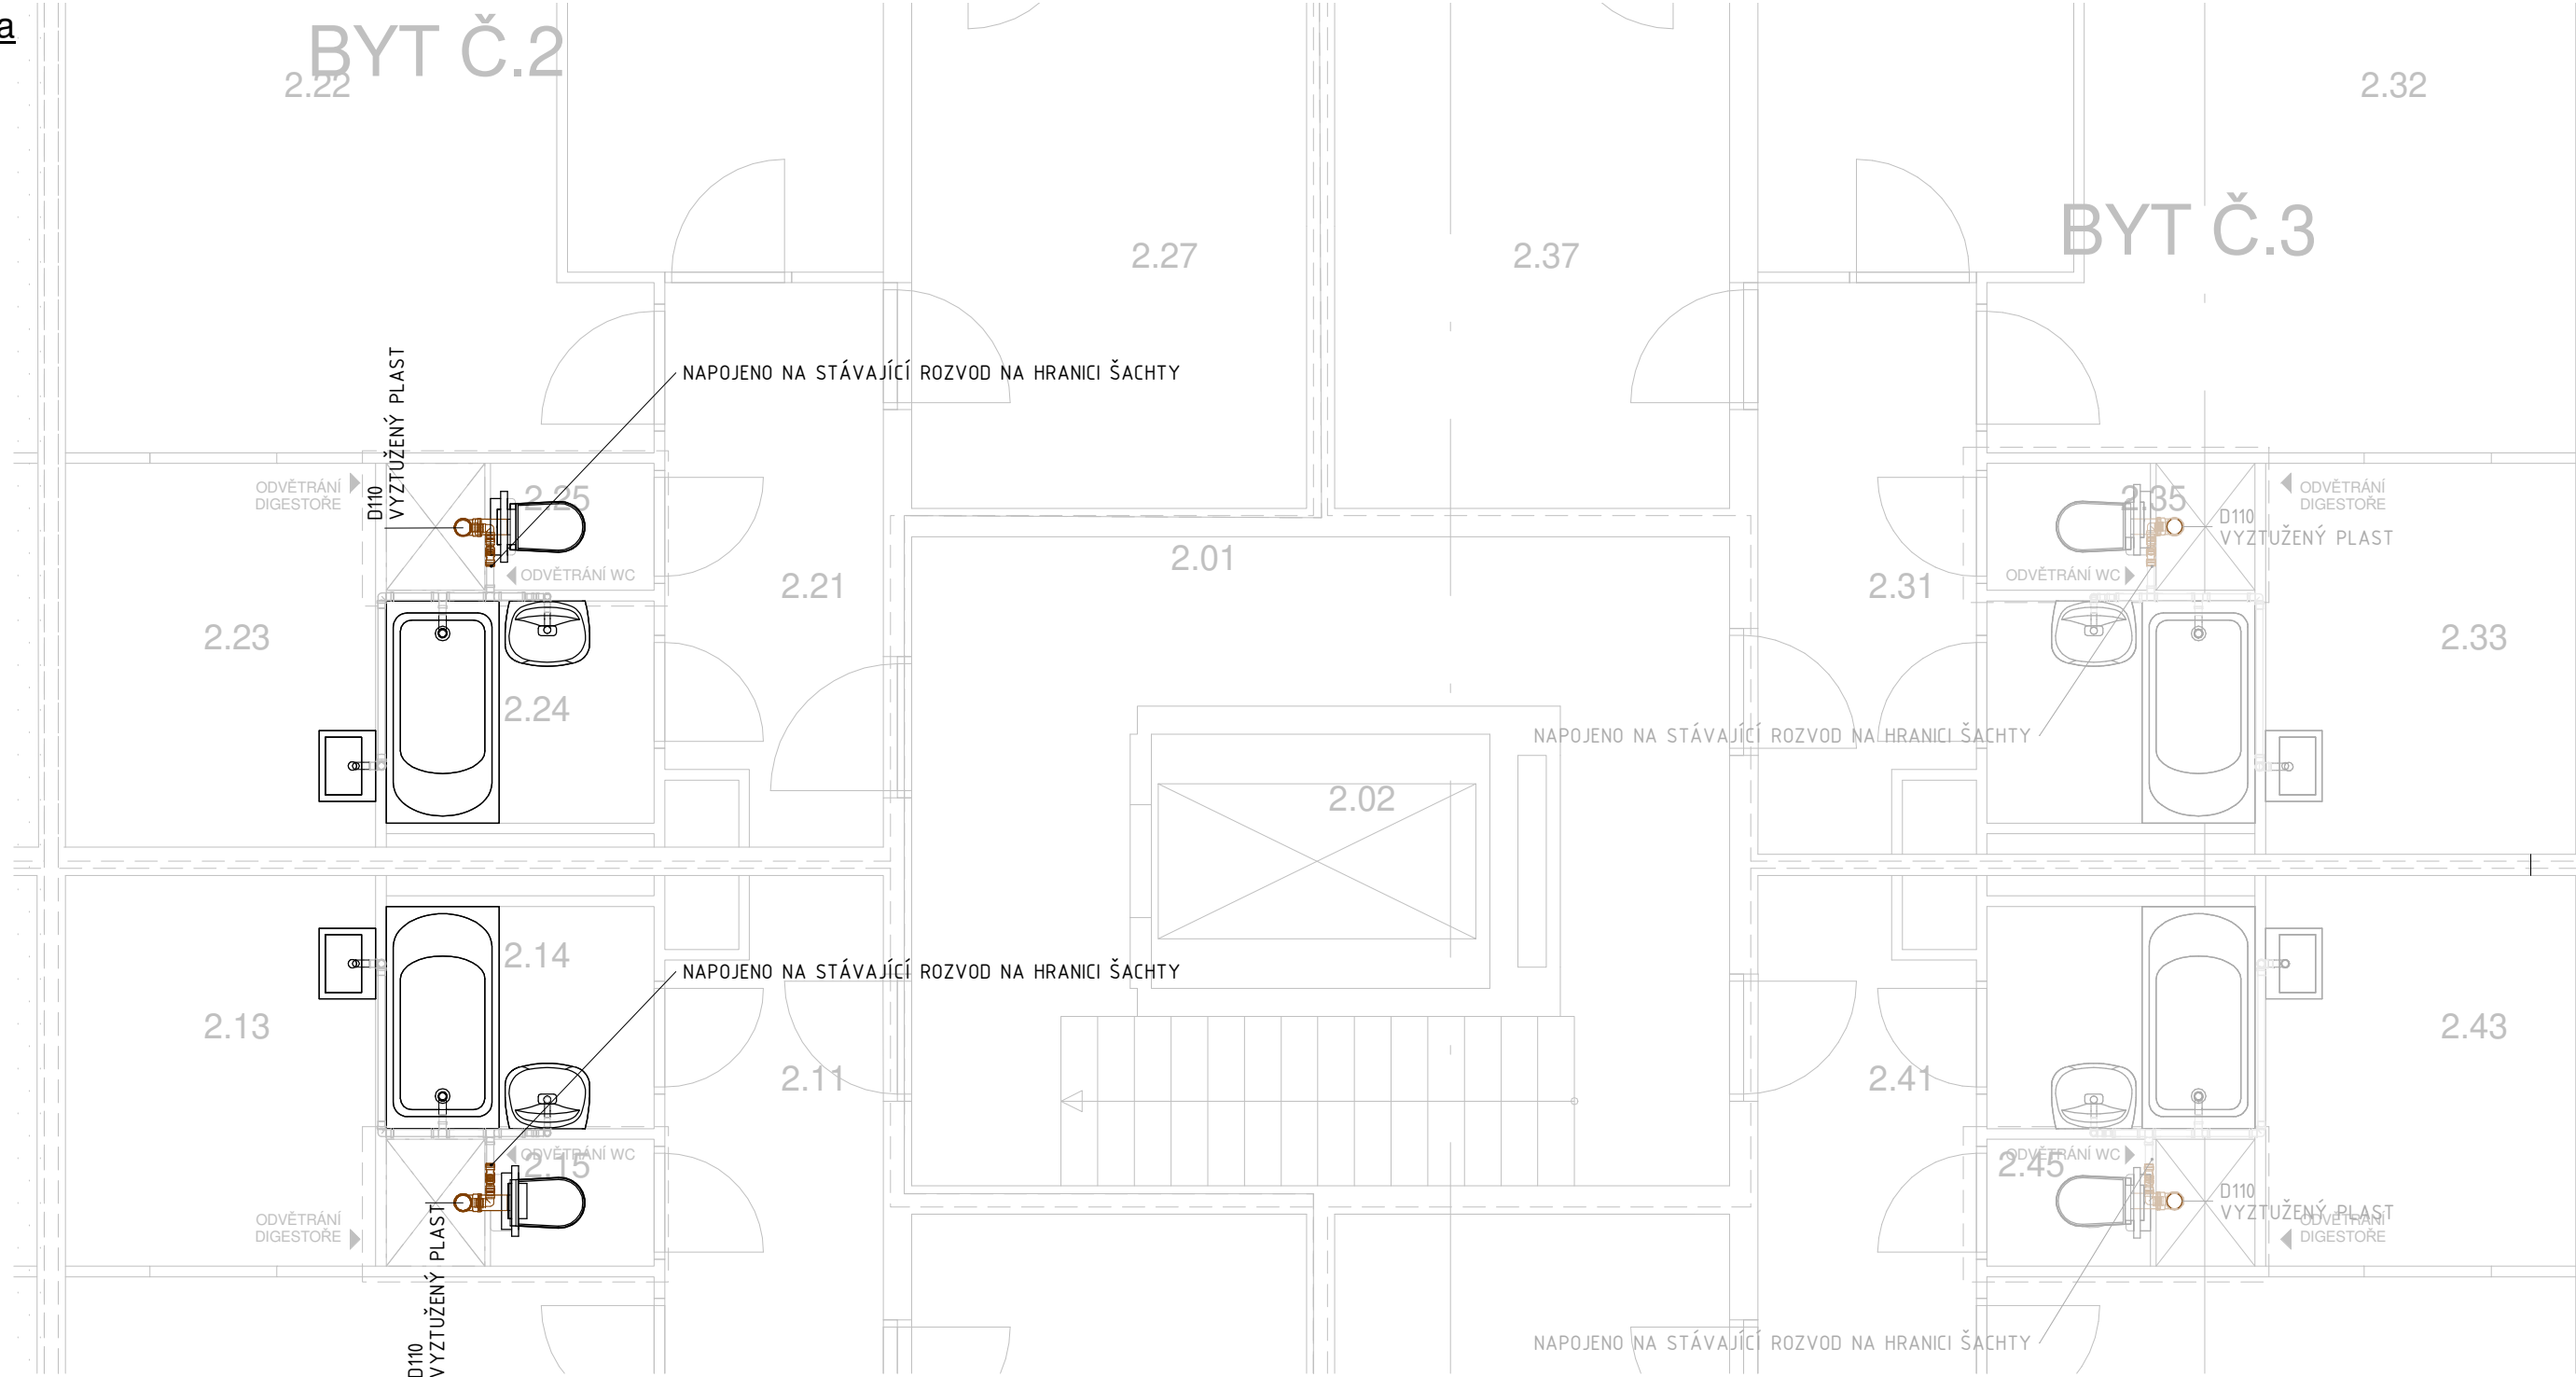 a
BYT Č.2
2.22
2.32
BYT Č.3
2.27
2.37
NAPOJENO NA STÁVAJÍCÍ ROZVOD NA HRANICI ŠACHTY
D110
VYZTUŽENÝ PLAST
ODVĚTRÁNÍ
DIGESTOŘE
2.25
ODVĚTRÁNÍ WC
2.21
2.01
2.31
2.35
ODVĚTRÁNÍ WC
D110
VYZTUŽENÝ PLAST
ODVĚTRÁNÍ
DIGESTOŘE
2.23
2.24
2.33
NAPOJENO NA STÁVAJÍCÍ ROZVOD NA HRANICI ŠACHTY
2.02
2.14
NAPOJENO NA STÁVAJÍCÍ ROZVOD NA HRANICI ŠACHTY
2.13
2.11
2.41
2.43
ODVĚTRÁNÍ WC
2.15
ODVĚTRÁNÍ WC
2.45
D110
VYZTUŽENÝ PLAST
ODVĚTRÁNÍ
DIGESTOŘE
ODVĚTRÁNÍ
DIGESTOŘE
D110
VYZTUŽENÝ PLAST
NAPOJENO NA STÁVAJÍCÍ ROZVOD NA HRANICI ŠACHTY